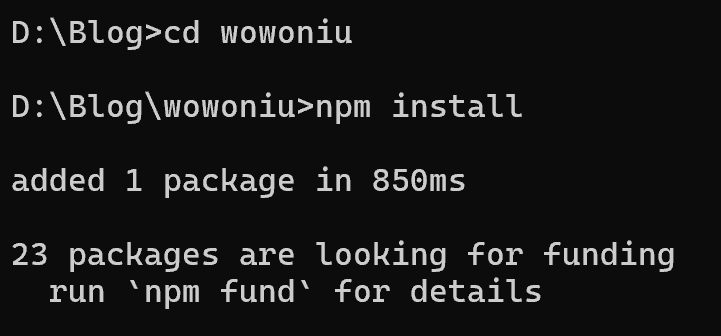 D:\Blog>cd wowoniu
D:\Blog\wowoniu>npm install
added 1 package in 850ms
23 packages are looking for funding
run `npm fund` for details